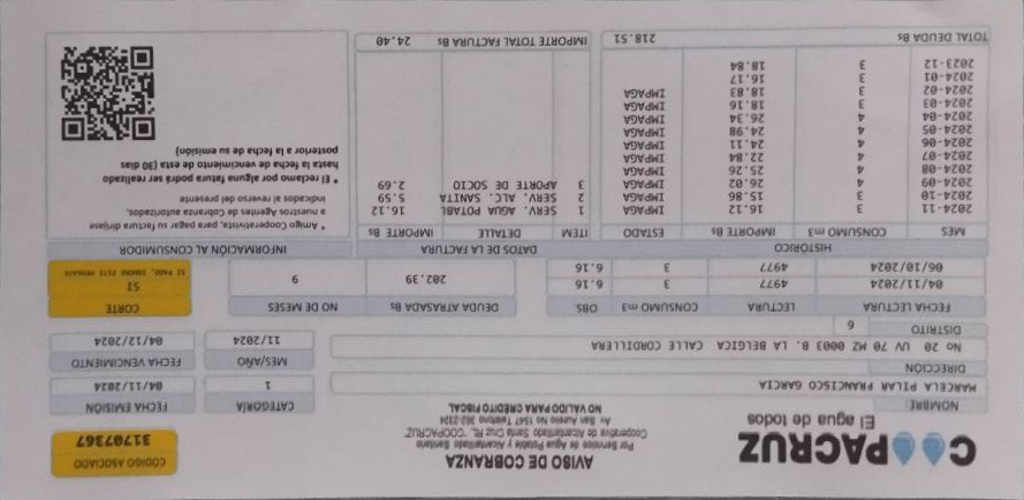 COOPACRUZ
El agua de todos
AVISO DE COBRANZA
Por Servicios de Agua Potable y Alcantarillado Sanitario
Cooperativa de Alcantarillado Santa Cruz RL. "COOPACRUZ"
Av. San Aurelio No 1547 Telefono 362-2324
NO VÁLIDO PARA CRÉDITO FISCAL
CÓDIGO ASOCIADO
31707367
NOMBRE:
MARCELA PILAR FRANCISCO GARCIA
CATEGORÍA
1
FECHA EMISIÓN
04/11/2024
DIRECCIÓN
No 20 UV 70 MZ 0003 B. LA BELGICA CALLE CORDILLERA
MES/AÑO
11/2024
FECHA VENCIMIENTO
04/12/2024
DISTRITO 6
FECHA LECTURA LECTURA CONSUMO m3 OBS
04/11/2024 4977 3 6.16
06/10/2024 4977 3 6.16
DEUDA ATRASADA Bs NO DE MESES
202.39 9
CORTE
SI
SI PAGO, IGNORE ESTE MENSAJE
HISTÓRICO
MES CONSUMO m3 IMPORTE Bs ESTADO
2024-11 3 16.12 IMPAGA
2024-10 3 15.86 IMPAGA
2024-09 4 26.02 IMPAGA
2024-08 4 25.26 IMPAGA
2024-07 4 22.84 IMPAGA
2024-06 4 24.11 IMPAGA
2024-05 4 24.98 IMPAGA
2024-04 4 26.34 IMPAGA
2024-03 3 18.16 IMPAGA
2024-02 3 18.83 IMPAGA
2024-01 3 16.17
2023-12 3 18.84
TOTAL DEUDA Bs 218.51
DATOS DE LA FACTURA
ITEM DETALLE IMPORTE Bs
1 SERV. AGUA POTABL 16.12
2 SERV. ALC. SANITA 5.59
3 APORTE DE SOCIO 2.69
IMPORTE TOTAL FACTURA Bs 24.40
INFORMACIÓN AL CONSUMIDOR
* Amigo Cooperativista, para pagar su factura diríjase
a nuestros Agentes de Cobranza autorizados,
indicados al reverso del presente
* El reclamo por alguna fatura podrá ser realizado
hasta la fecha de vencimiento de esta (30 días
posterior a la fecha de su emisión)